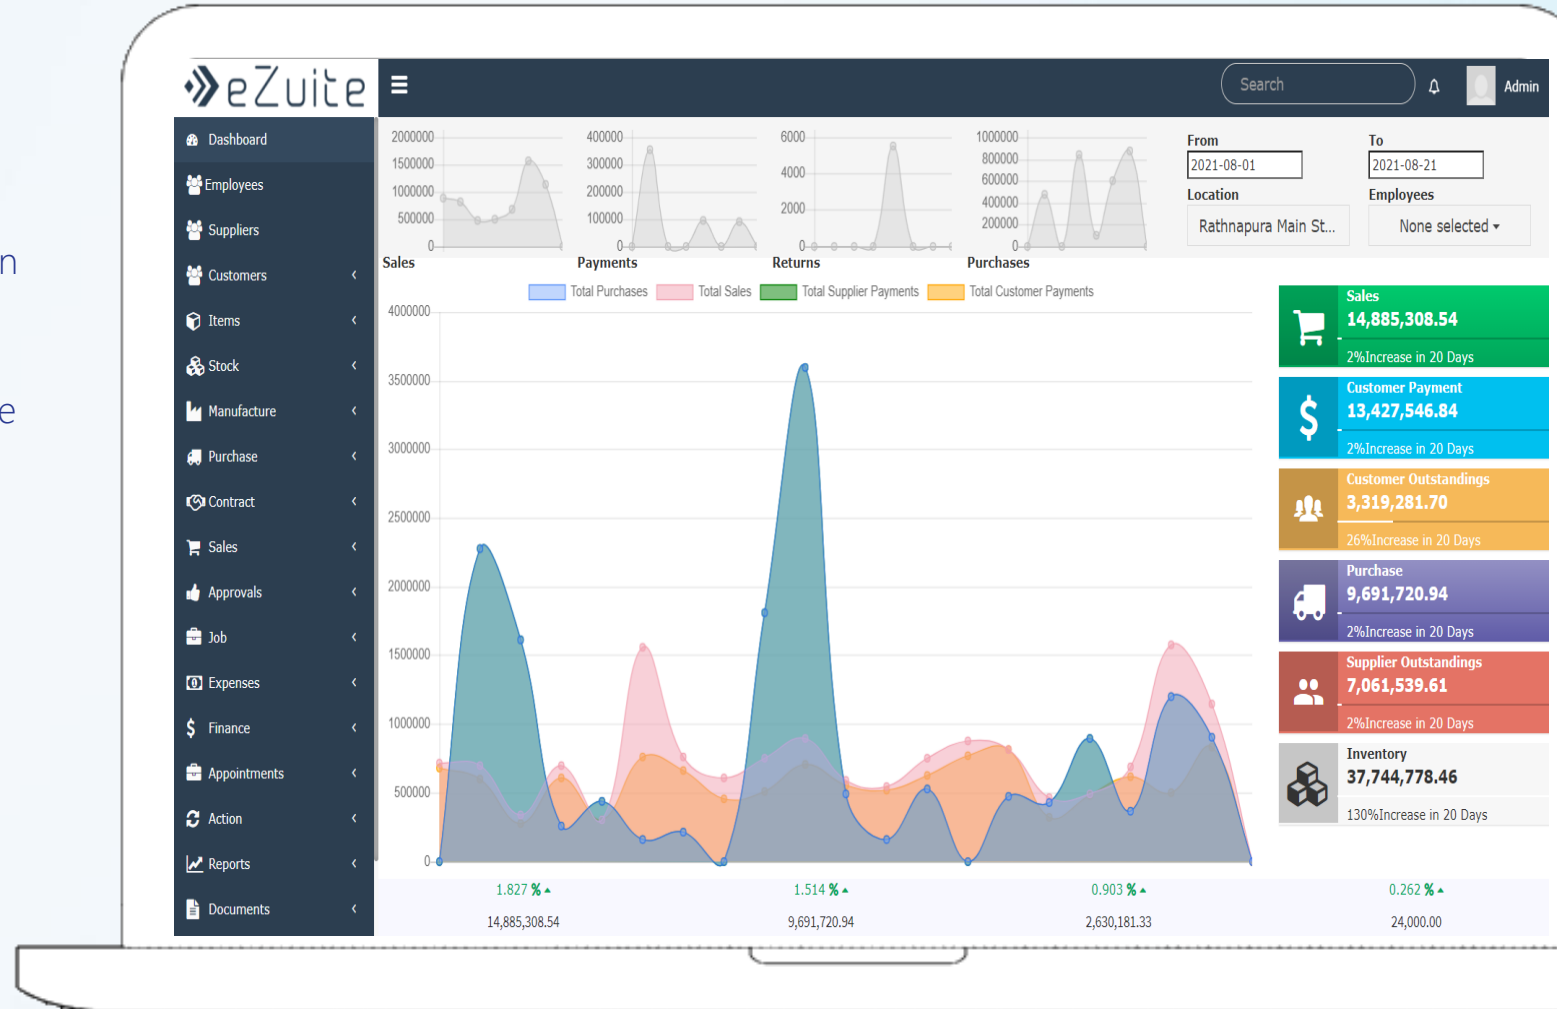 n
e
eZuite
Search
Admin
Dashboard
Employees
Suppliers
Customers
Items
Stock
Manufacture
Purchase
Contract
Sales
Approvals
Job
Expenses
Finance
Appointments
Action
Reports
Documents
2000000
1500000
1000000
500000
0
Sales
400000
300000
200000
100000
0
Payments
6000
4000
2000
0
Returns
1000000
800000
600000
400000
200000
0
Purchases
From
2021-08-01
To
2021-08-21
Location
Rathnapura Main St...
Employees
None selected
Total Purchases Total Sales Total Supplier Payments Total Customer Payments
4000000
3500000
3000000
2500000
2000000
1500000
1000000
500000
0
Sales
14,885,308.54
2%Increase in 20 Days
Customer Payment
13,427,546.84
2%Increase in 20 Days
Customer Outstandings
3,319,281.70
26%Increase in 20 Days
Purchase
9,691,720.94
2%Increase in 20 Days
Supplier Outstandings
7,061,539.61
2%Increase in 20 Days
Inventory
37,744,778.46
130%Increase in 20 Days
1.827 %
14,885,308.54
1.514 %
9,691,720.94
0.903 %
2,630,181.33
0.262 %
24,000.00